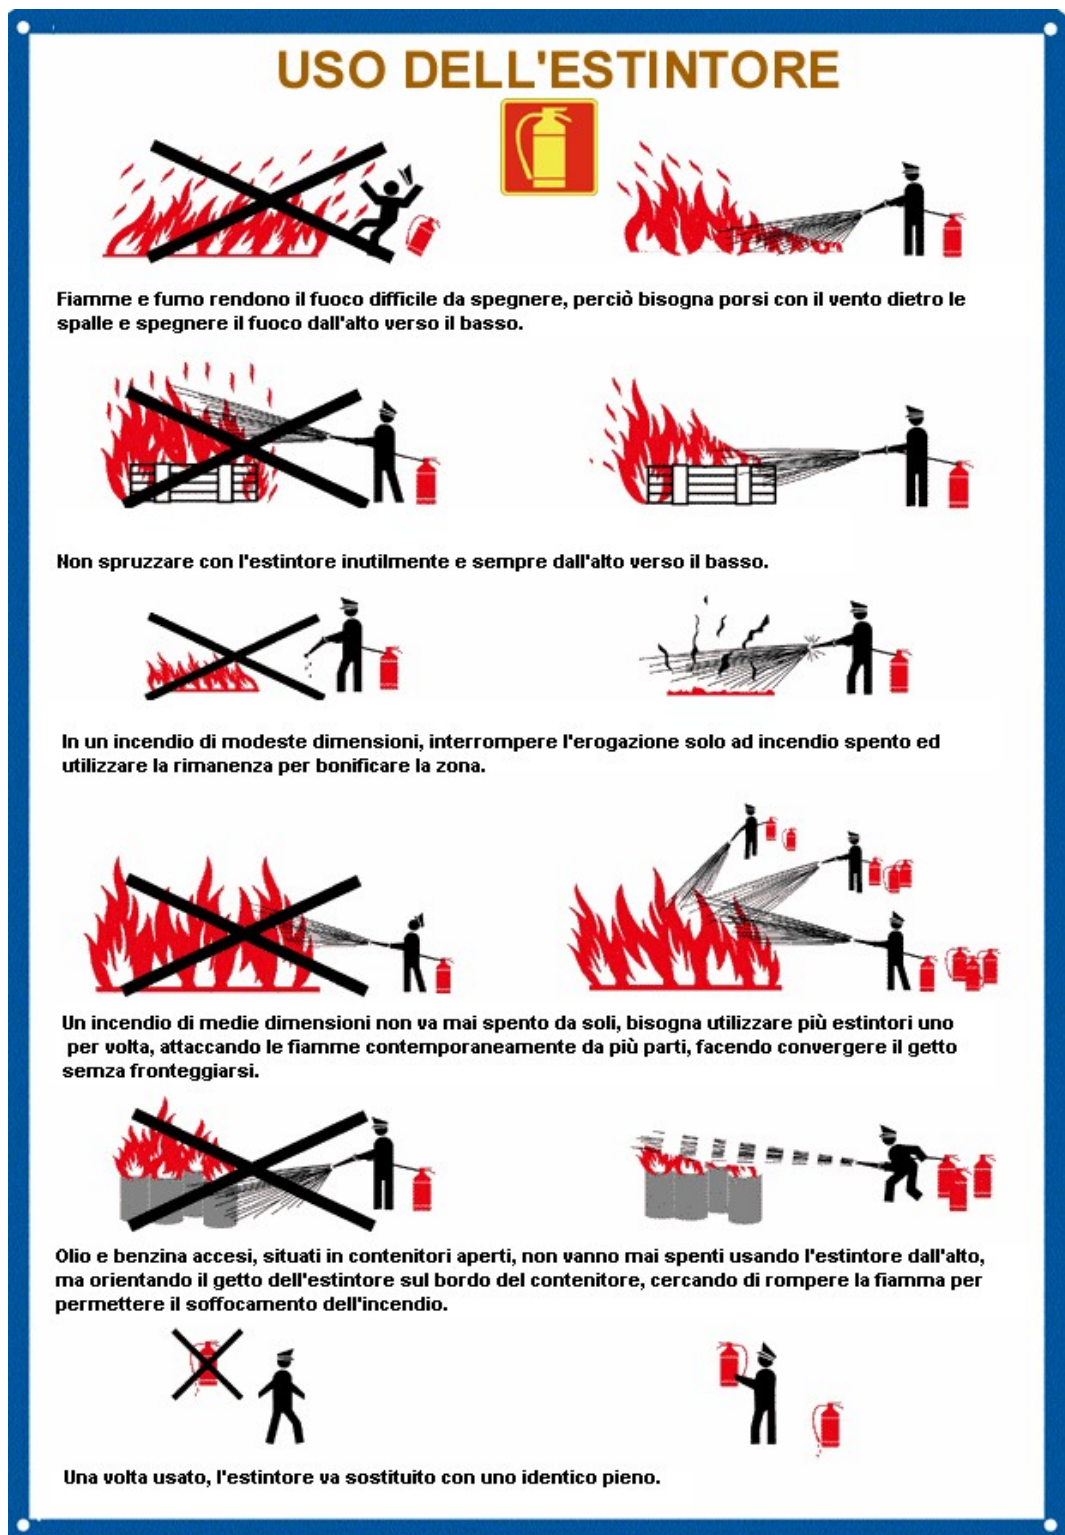 USO DELL'ESTINTORE
Fiamme e fumo rendono il fuoco difficile da spegnere, perciò bisogna porsi con il vento dietro le
spalle e spegnere il fuoco dall'alto verso il basso.
Non spruzzare con l'estintore inutilmente e sempre dall'alto verso il basso.
In un incendio di modeste dimensioni, interrompere l'erogazione solo ad incendio spento ed
utilizzare la rimanenza per bonificare la zona.
Un incendio di medie dimensioni non va mai spento da soli, bisogna utilizzare più estintori uno
per volta, attaccando le fiamme contemporaneamente da più parti, facendo convergere il getto
semza fronteggiarsi.
Olio e benzina accesi, situati in contenitori aperti, non vanno mai spenti usando l'estintore dall'alto,
ma orientando il getto dell'estintore sul bordo del contenitore, cercando di rompere la fiamma per
permettere il soffocamento dell'incendio.
Una volta usato, l'estintore va sostituito con uno identico pieno.